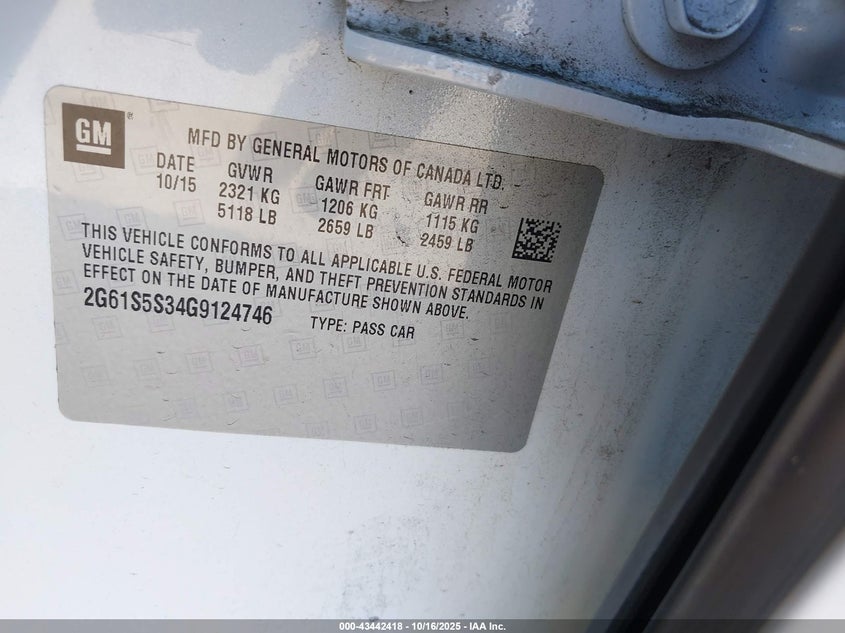 GM ®
MFD BY GENERAL MOTORS OF CANADA LTD.
DATE GVWR GAWR FRT GAWR RR
10/15 2321 KG 1206 KG 1115 KG
5118 LB 2659 LB 2459 LB
THIS VEHICLE CONFORMS TO ALL APPLICABLE U.S. FEDERAL MOTOR
VEHICLE SAFETY, BUMPER, AND THEFT PREVENTION STANDARDS IN
EFFECT ON THE DATE OF MANUFACTURE SHOWN ABOVE.
2G61S5S34G9124746 TYPE: PASS CAR
000-43442418 - 10/16/2025 - IAA Inc.